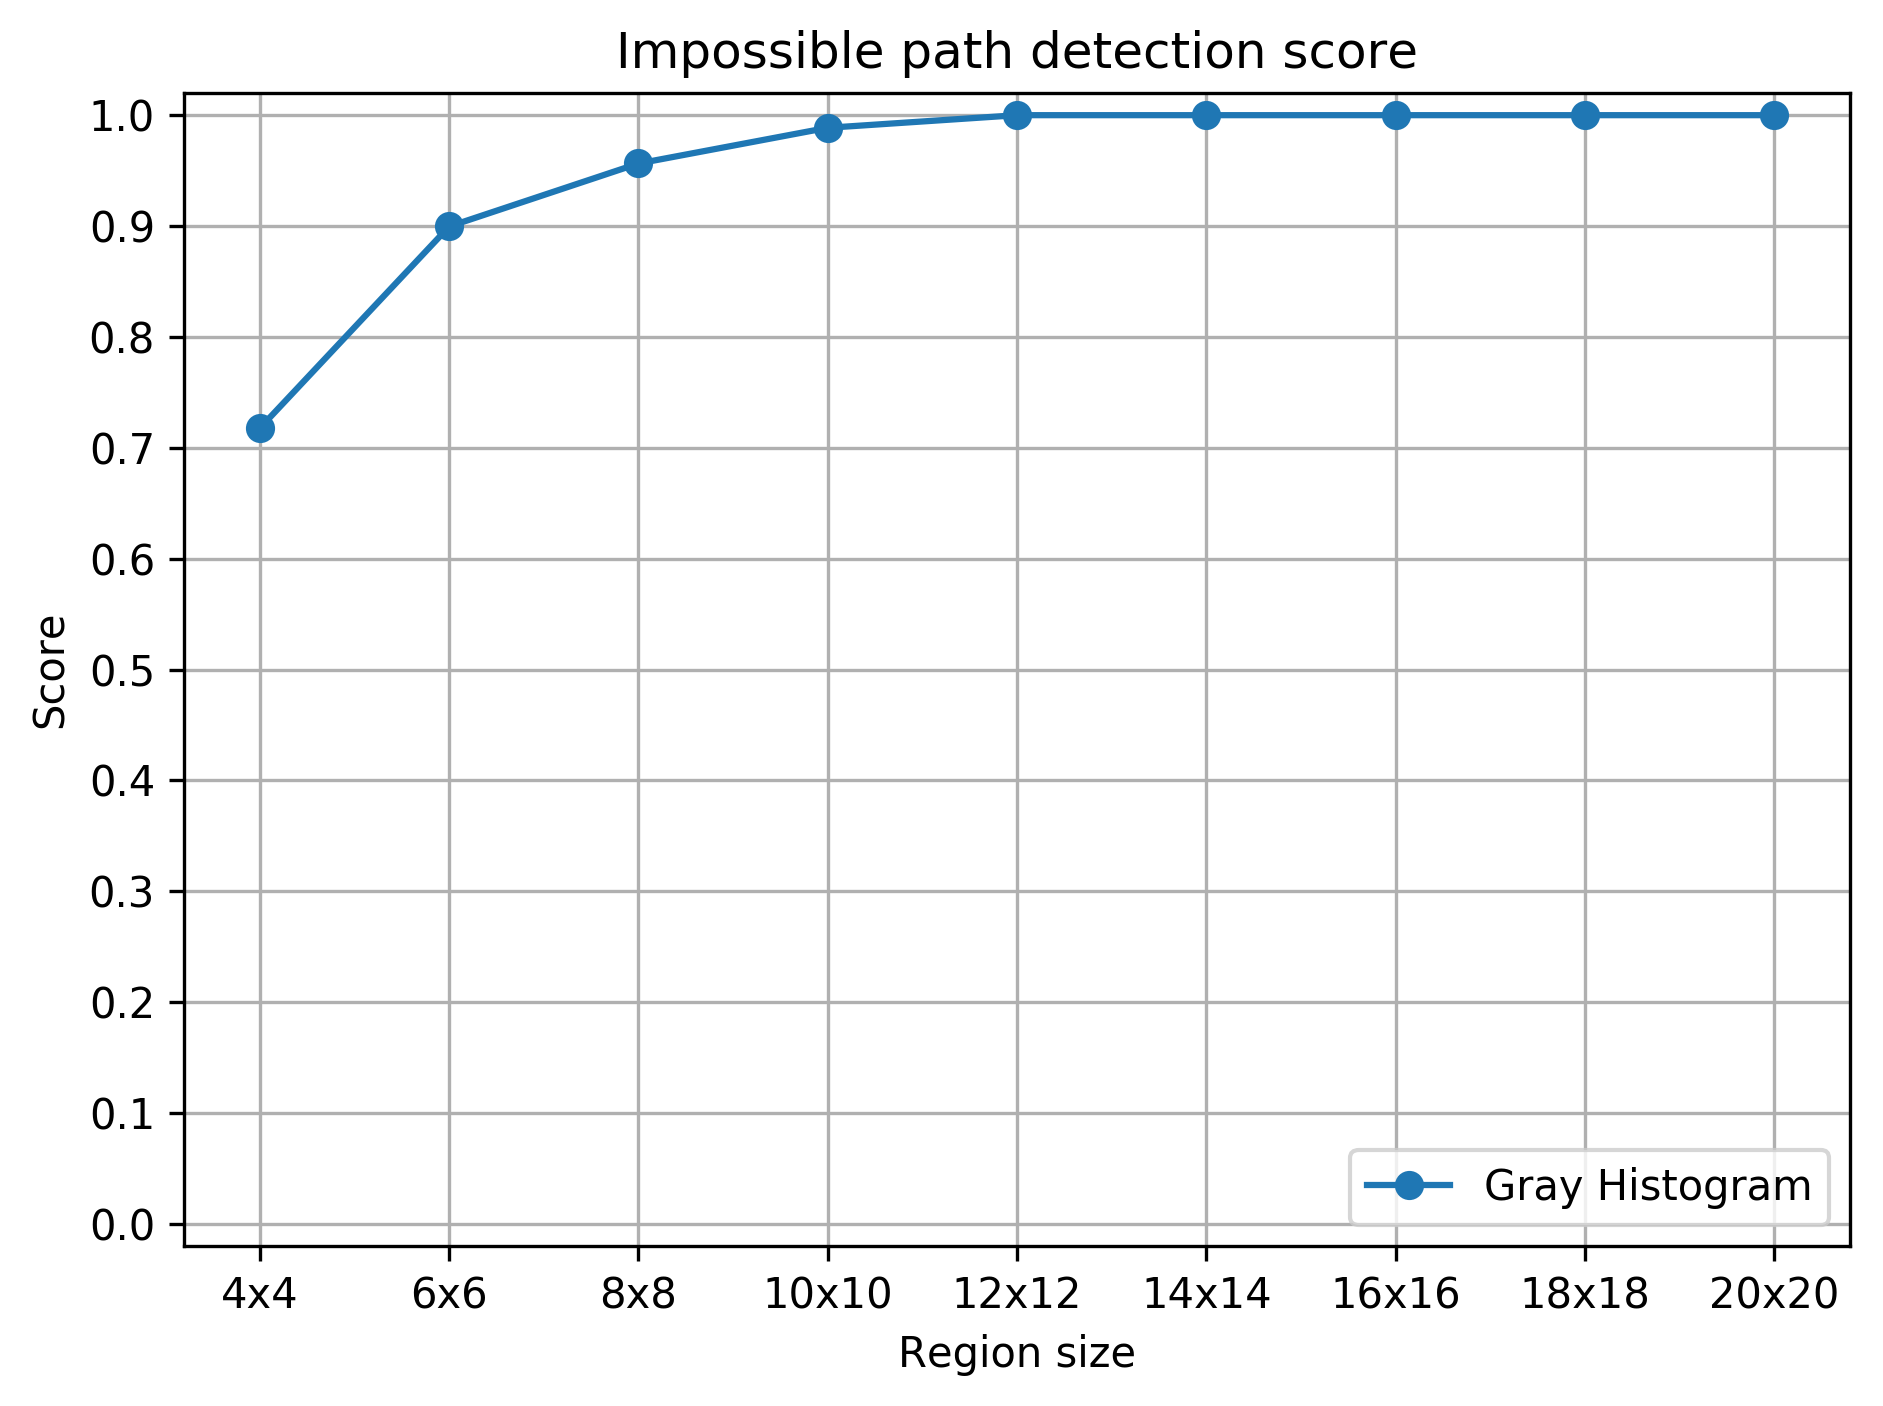 Impossible path detection score
1.0
0.9
0.8
0.7
0.6
0.5
0.4
0.3
0.2
0.1
0.0
Score
4x4 6x6 8x8 10x10 12x12 14x14 16x16 18x18 20x20
Region size
Gray Histogram